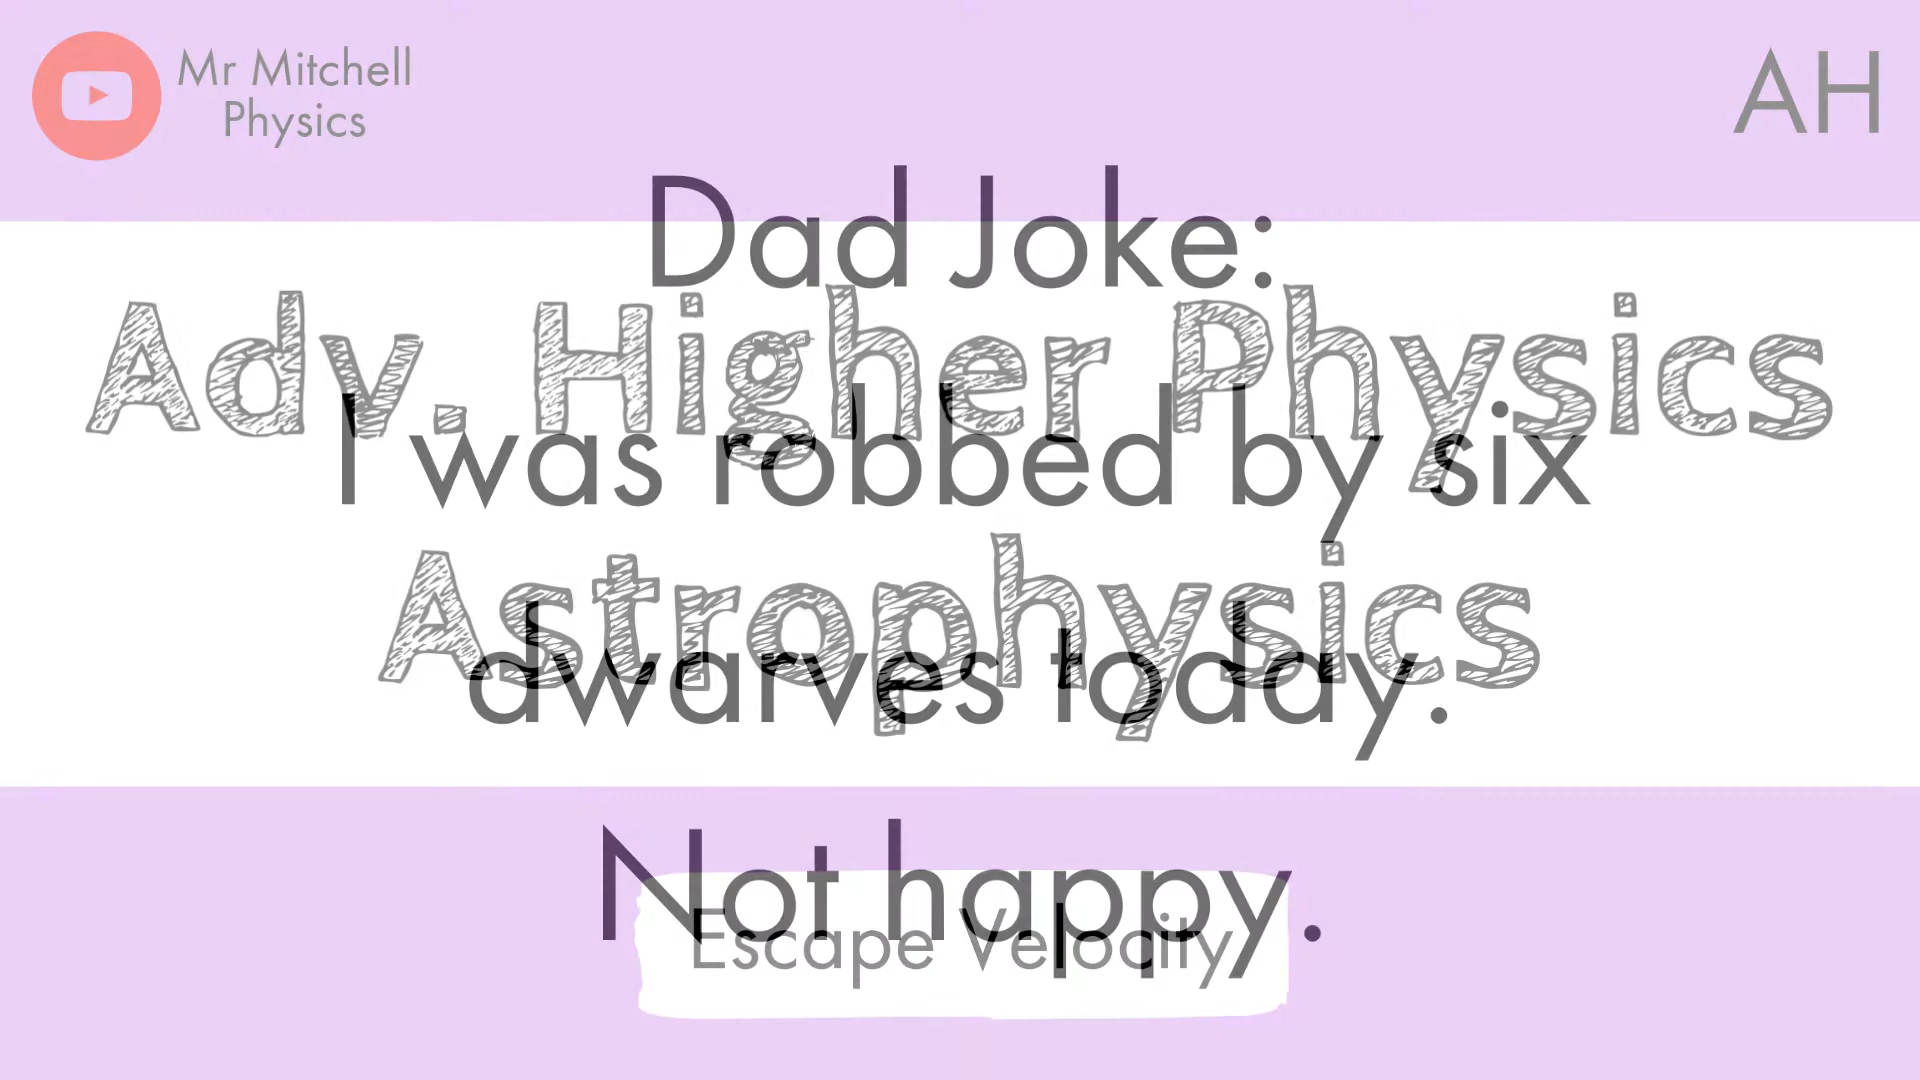 Mr Mitchell
Physics
AH
Dad Joke:
Adv. Higher Physics
I was robbed by six
Astrophysics
dwarves today.
Not happy.
Escape Velocity